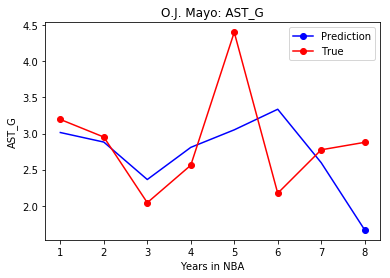 O.J. Mayo: AST_G
Prediction
True
AST_G
4.5
4.0
3.5
3.0
2.5
2.0
1 2 3 4 5 6 7 8
Years in NBA